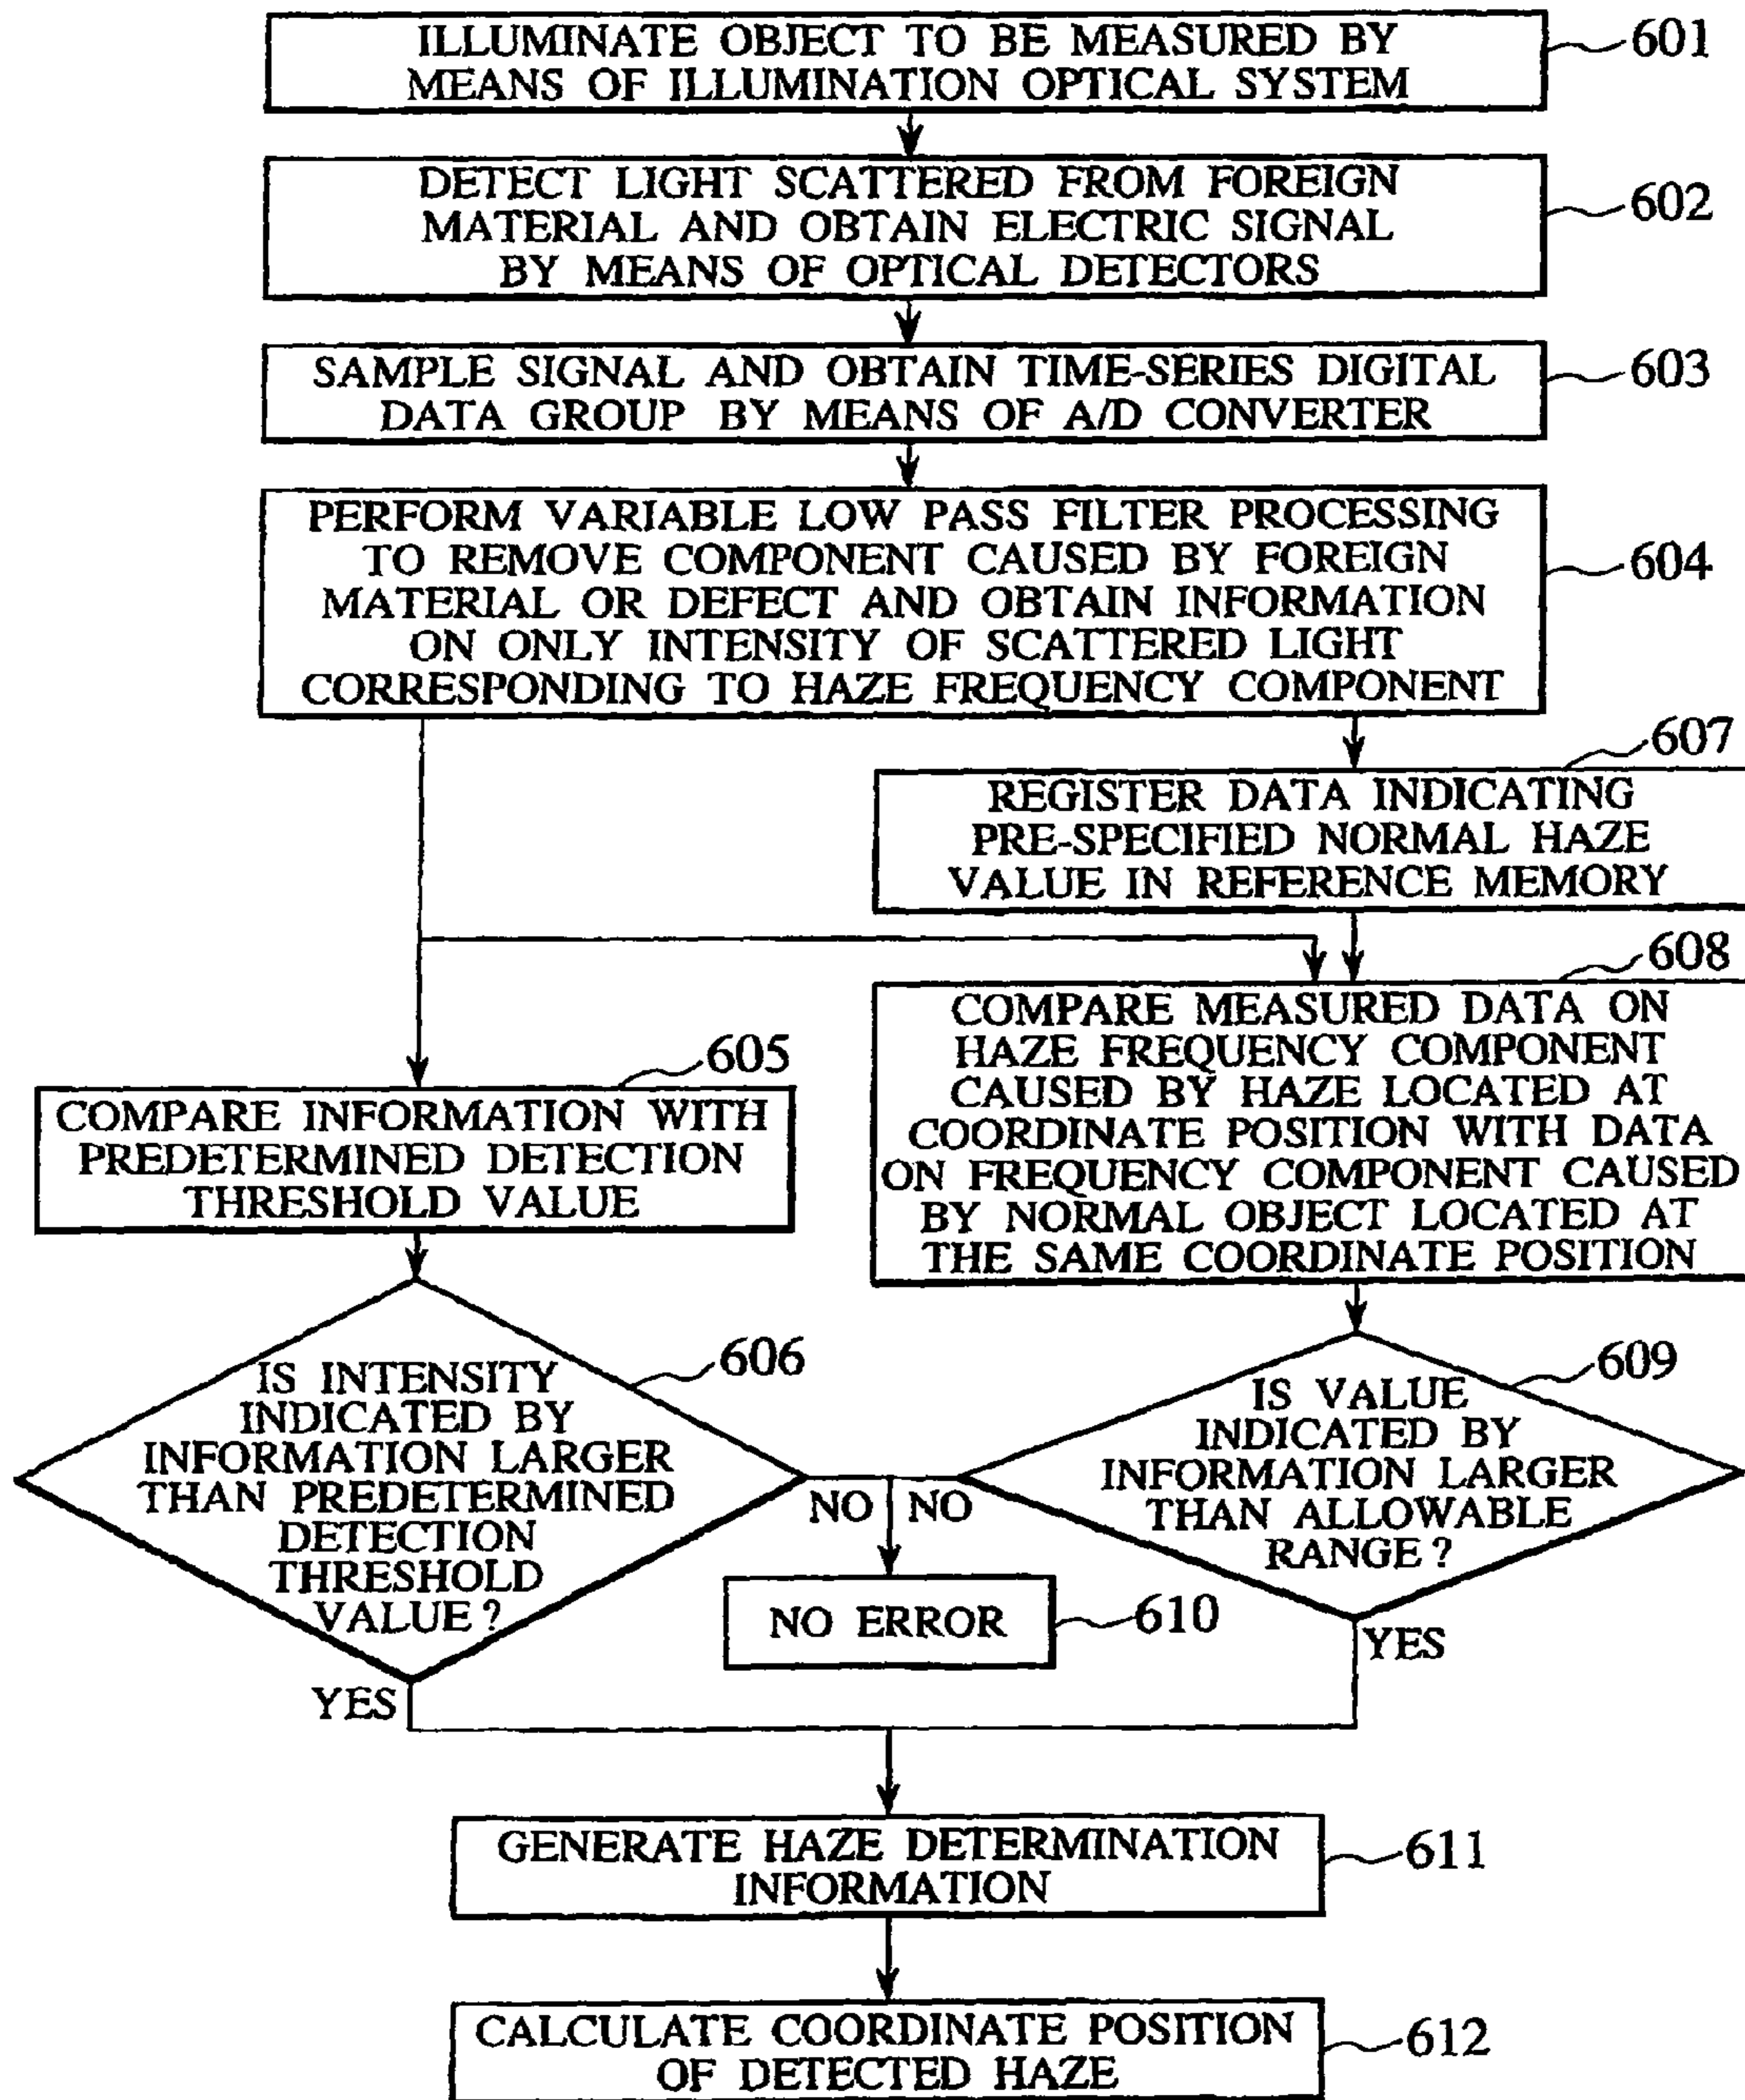 ILLUMINATE OBJECT TO BE MEASURED BY
MEANS OF ILLUMINATION OPTICAL SYSTEM
601
DETECT LIGHT SCATTERED FROM FOREIGN
MATERIAL AND OBTAIN ELECTRIC SIGNAL
BY MEANS OF OPTICAL DETECTORS
602
SAMPLE SIGNAL AND OBTAIN TIME-SERIES DIGITAL
DATA GROUP BY MEANS OF A/D CONVERTER
603
PERFORM VARIABLE LOW PASS FILTER PROCESSING
TO REMOVE COMPONENT CAUSED BY FOREIGN
MATERIAL OR DEFECT AND OBTAIN INFORMATION
ON ONLY INTENSITY OF SCATTERED LIGHT
CORRESPONDING TO HAZE FREQUENCY COMPONENT
604
607
REGISTER DATA INDICATING
PRE-SPECIFIED NORMAL HAZE
VALUE IN REFERENCE MEMORY
608
COMPARE MEASURED DATA ON
HAZE FREQUENCY COMPONENT
CAUSED BY HAZE LOCATED AT
COORDINATE POSITION WITH DATA
ON FREQUENCY COMPONENT CAUSED
BY NORMAL OBJECT LOCATED AT
THE SAME COORDINATE POSITION
605
COMPARE INFORMATION WITH
PREDETERMINED DETECTION
THRESHOLD VALUE
606
IS INTENSITY
INDICATED BY
INFORMATION LARGER
THAN PREDETERMINED
DETECTION
THRESHOLD
VALUE?
609
IS VALUE
INDICATED BY
INFORMATION LARGER
THAN ALLOWABLE
RANGE?
NO
NO
NO ERROR
610
YES
YES
GENERATE HAZE DETERMINATION
INFORMATION
611
CALCULATE COORDINATE POSITION
OF DETECTED HAZE
612